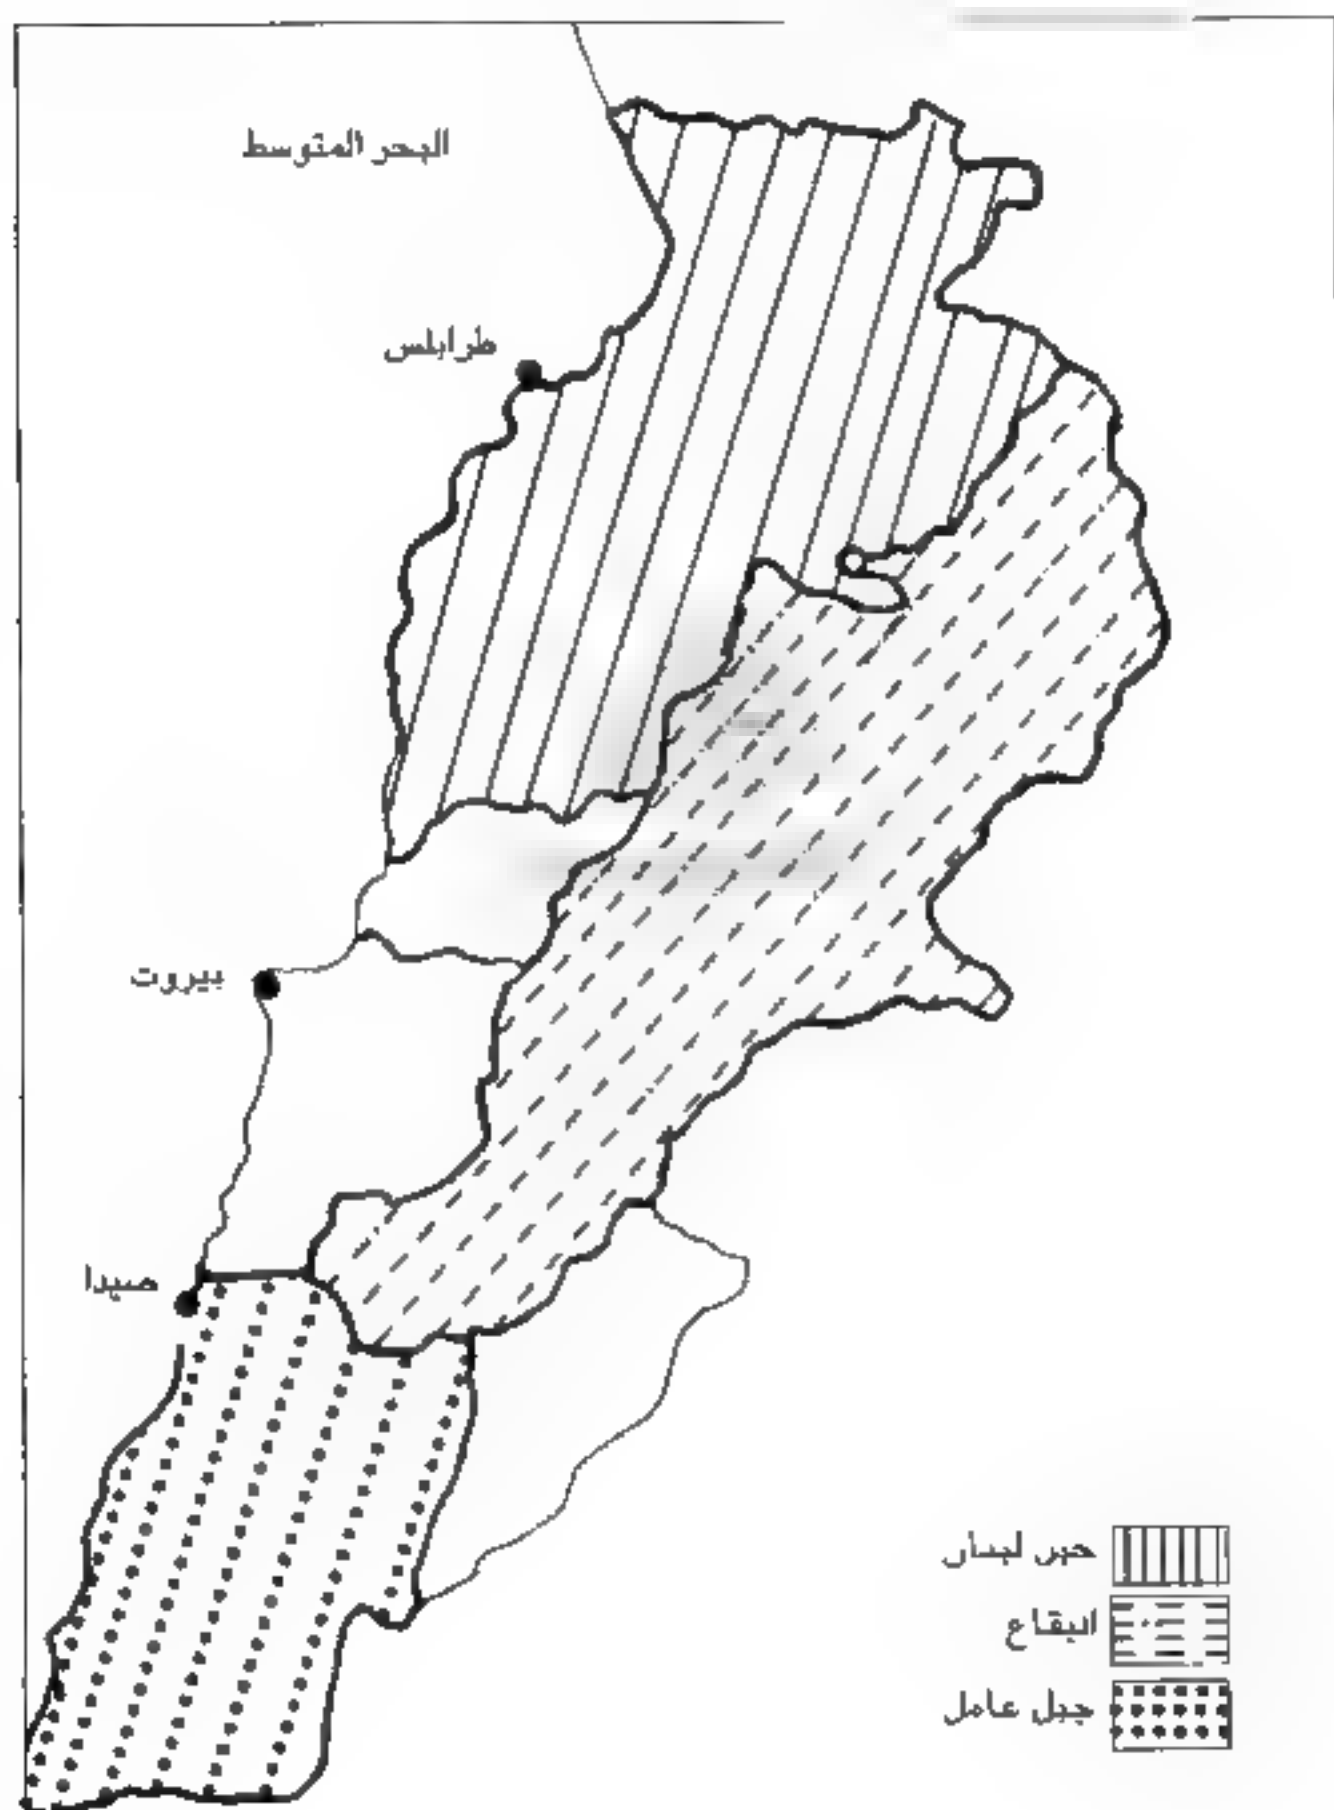 البحر المتوسط
طرابلس
بيروت
صيدا
جبل لبنان
البقاع
جبل عامل